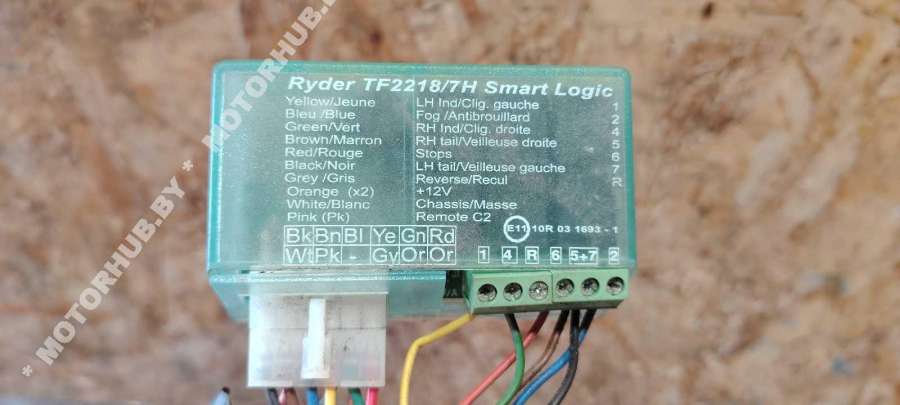 Ryder TF2218/7H Smart Logic
Yellow/Jeune LH Ind/Clig. gauche 1
Bleu /Blue Fog /Antibrouillard 2
Green/Vert RH Ind/Clig. droite 4
Brown/Marron RH tail/Veilleuse droite 5
Red/Rouge Stops 6
Black/Noir LH tail/Veilleuse gauche 7
Grey /Gris Reverse/Recul R
Orange (x2) +12V
White/Blanc Chassis/Masse
Pink (Pk) Remote C2
E11 10R 03 1693 - 1
Bk Bn Bl Ye Gn Rd
Wt Pk - Gy Or Or
1 4 R 6 5+7 2
* MOTORHUB.BY * MOTORHUB.BY
* MOTORHUB.BY